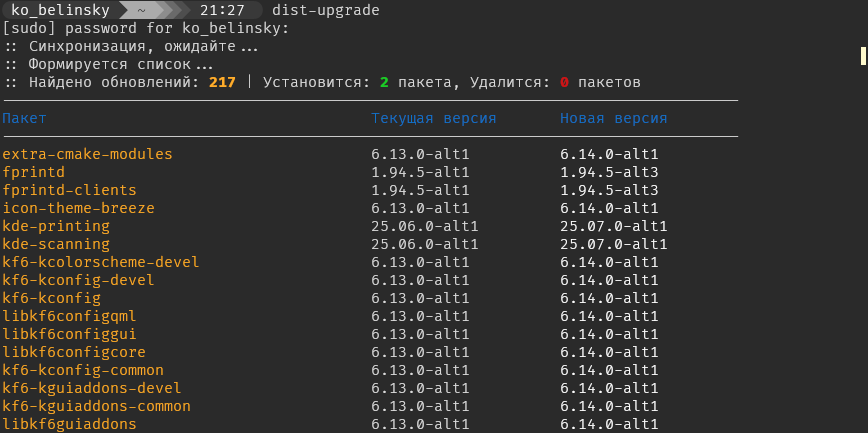 ko_belinsky ~ 21:27 dist-upgrade
[sudo] password for ko_belinsky:
:: Синхронизация, ожидайте...
:: Формируется список...
:: Найдено обновлений: 217 | Установится: 2 пакета, Удалится: 0 пакетов
Пакет Текущая версия Новая версия
extra-cmake-modules 6.13.0-alt1 6.14.0-alt1
fprintd 1.94.5-alt1 1.94.5-alt3
fprintd-clients 1.94.5-alt1 1.94.5-alt3
icon-theme-breeze 6.13.0-alt1 6.14.0-alt1
kde-printing 25.06.0-alt1 25.07.0-alt1
kde-scanning 25.06.0-alt1 25.07.0-alt1
kf6-kcolorscheme-devel 6.13.0-alt1 6.14.0-alt1
kf6-kconfig-devel 6.13.0-alt1 6.14.0-alt1
kf6-kconfig 6.13.0-alt1 6.14.0-alt1
libkf6configqml 6.13.0-alt1 6.14.0-alt1
libkf6configgui 6.13.0-alt1 6.14.0-alt1
libkf6configcore 6.13.0-alt1 6.14.0-alt1
kf6-kconfig-common 6.13.0-alt1 6.14.0-alt1
kf6-kguiaddons-devel 6.13.0-alt1 6.14.0-alt1
kf6-kguiaddons-common 6.13.0-alt1 6.14.0-alt1
libkf6guiaddons 6.13.0-alt1 6.14.0-alt1